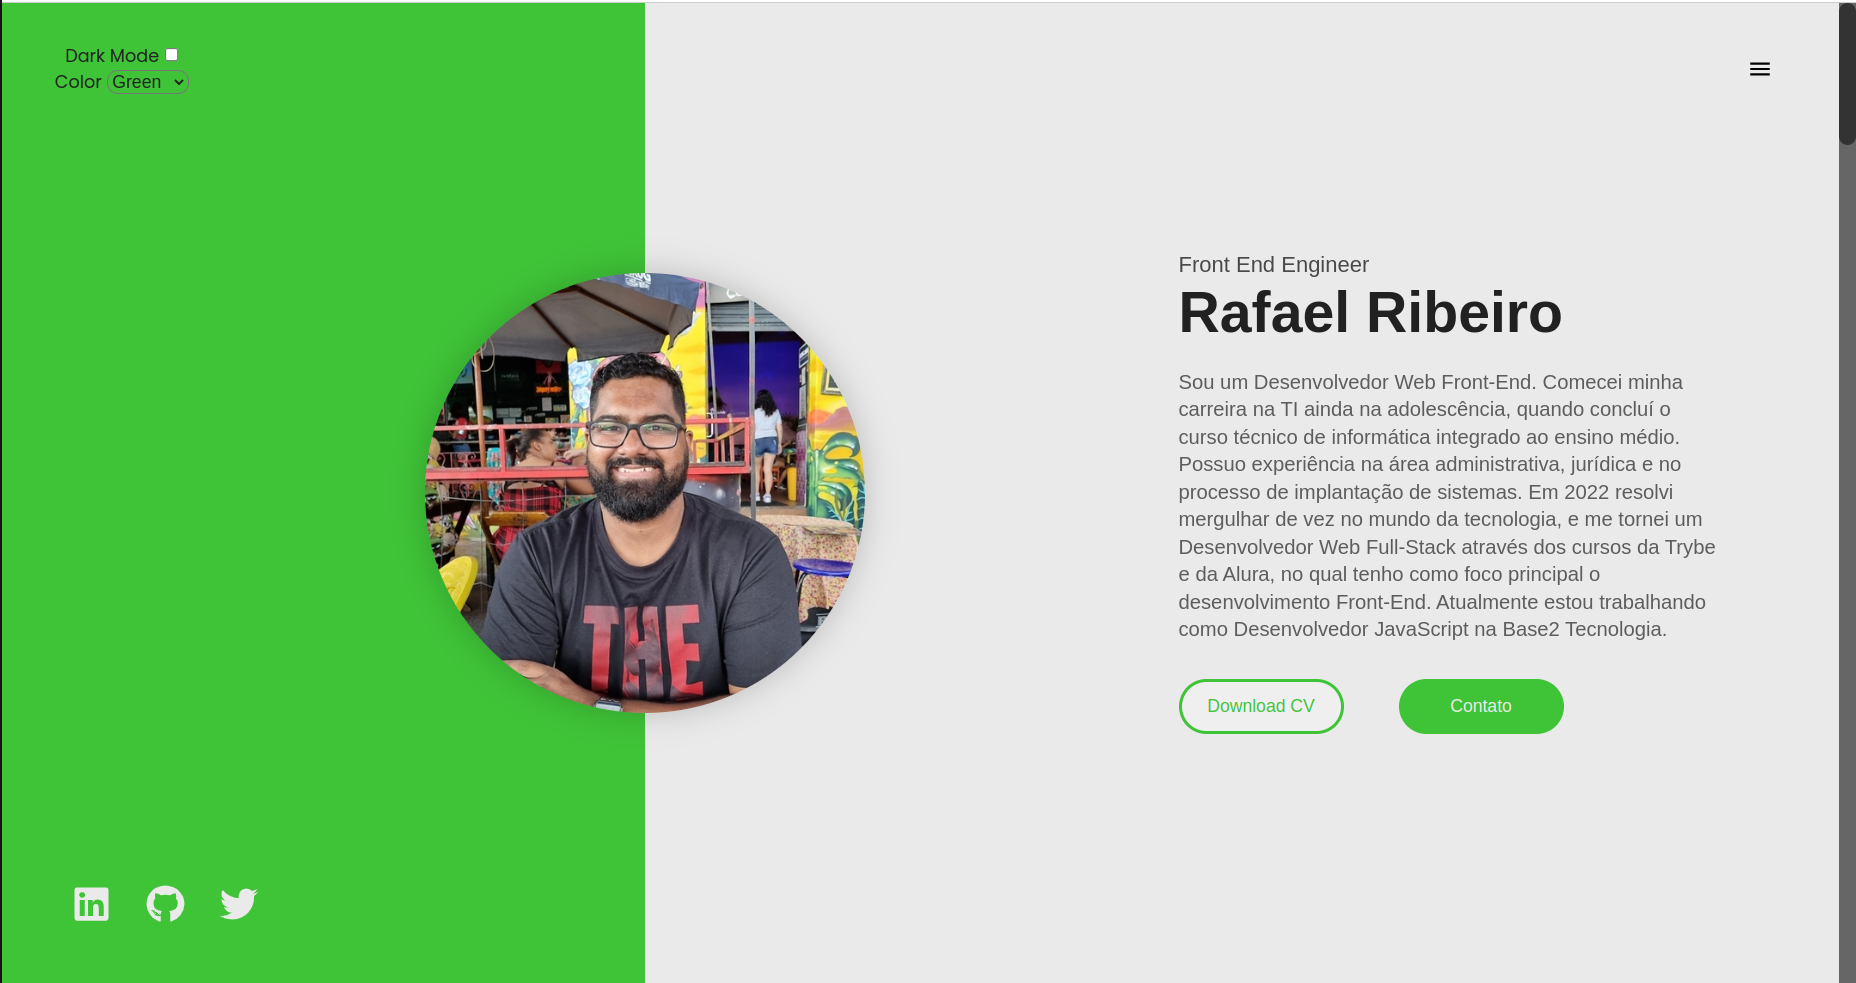 Dark Mode
Color Green
Front End Engineer
Rafael Ribeiro
Sou um Desenvolvedor Web Front-End. Comecei minha
carreira na TI ainda na adolescência, quando concluí o
curso técnico de informática integrado ao ensino médio.
Possuo experiência na área administrativa, jurídica e no
processo de implantação de sistemas. Em 2022 resolvi
mergulhar de vez no mundo da tecnologia, e me tornei um
Desenvolvedor Web Full-Stack através dos cursos da Trybe
e da Alura, no qual tenho como foco principal o
desenvolvimento Front-End. Atualmente estou trabalhando
como Desenvolvedor JavaScript na Base2 Tecnologia.
Download CV
Contato
THE
in